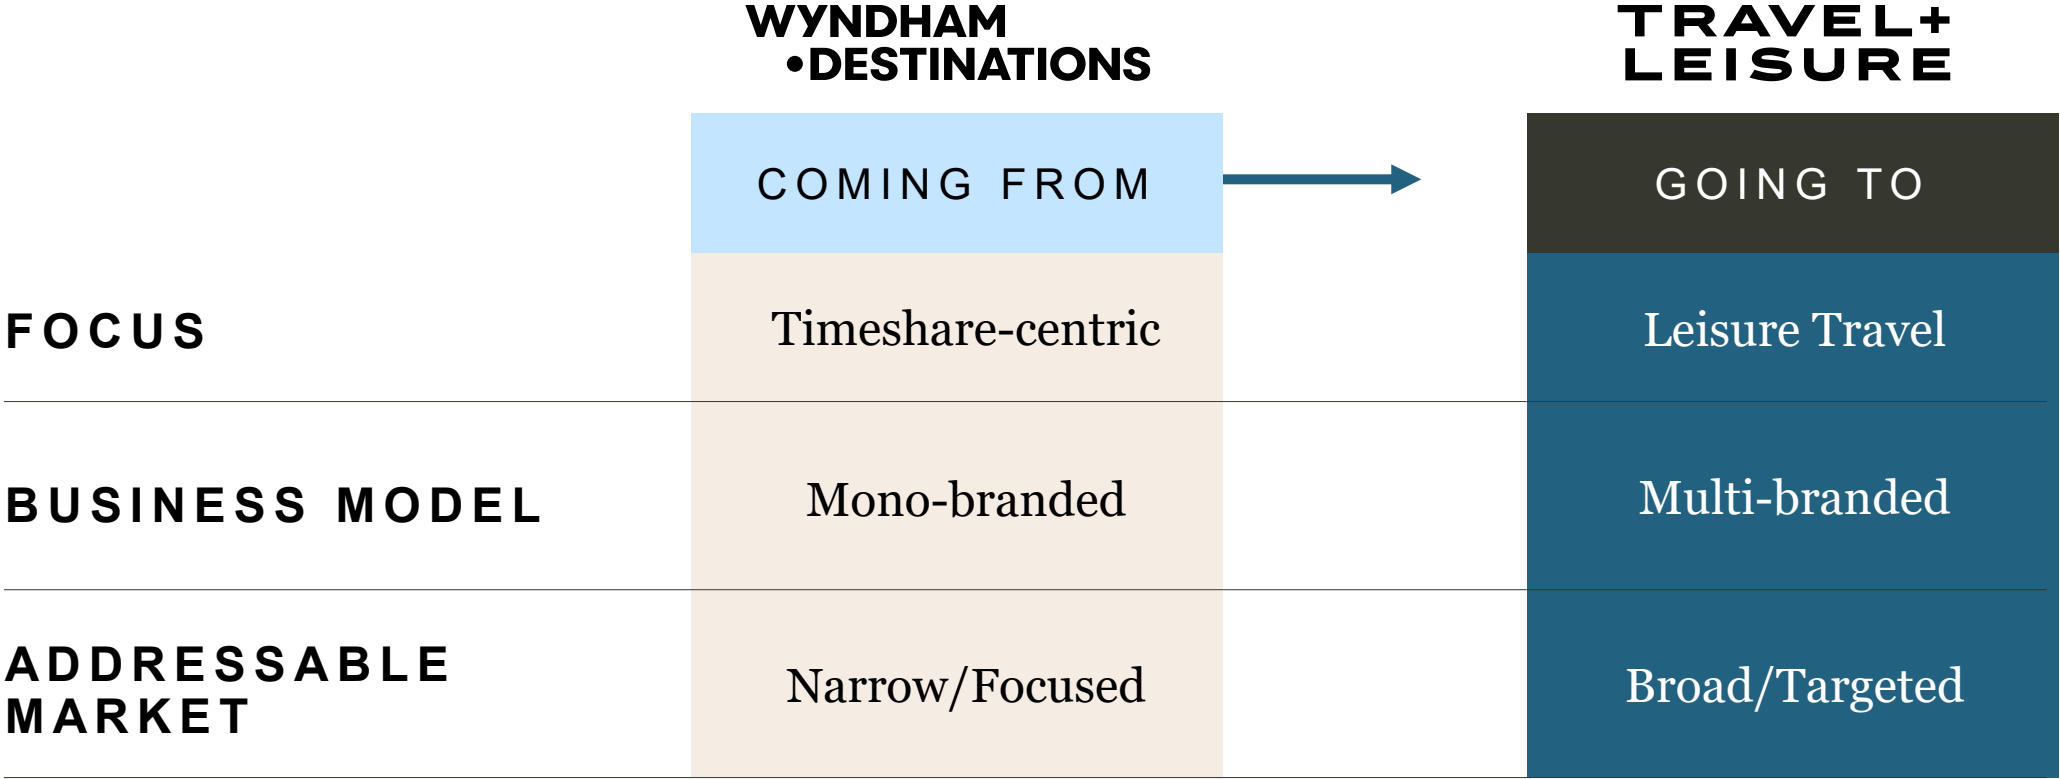 WYNDHAM
•DESTINATIONS
TRAVEL+
LEISURE
COMING FROM
GOING TO
FOCUS
Timeshare-centric
Leisure Travel
BUSINESS MODEL
Mono-branded
Multi-branded
ADDRESSABLE
MARKET
Narrow/Focused
Broad/Targeted